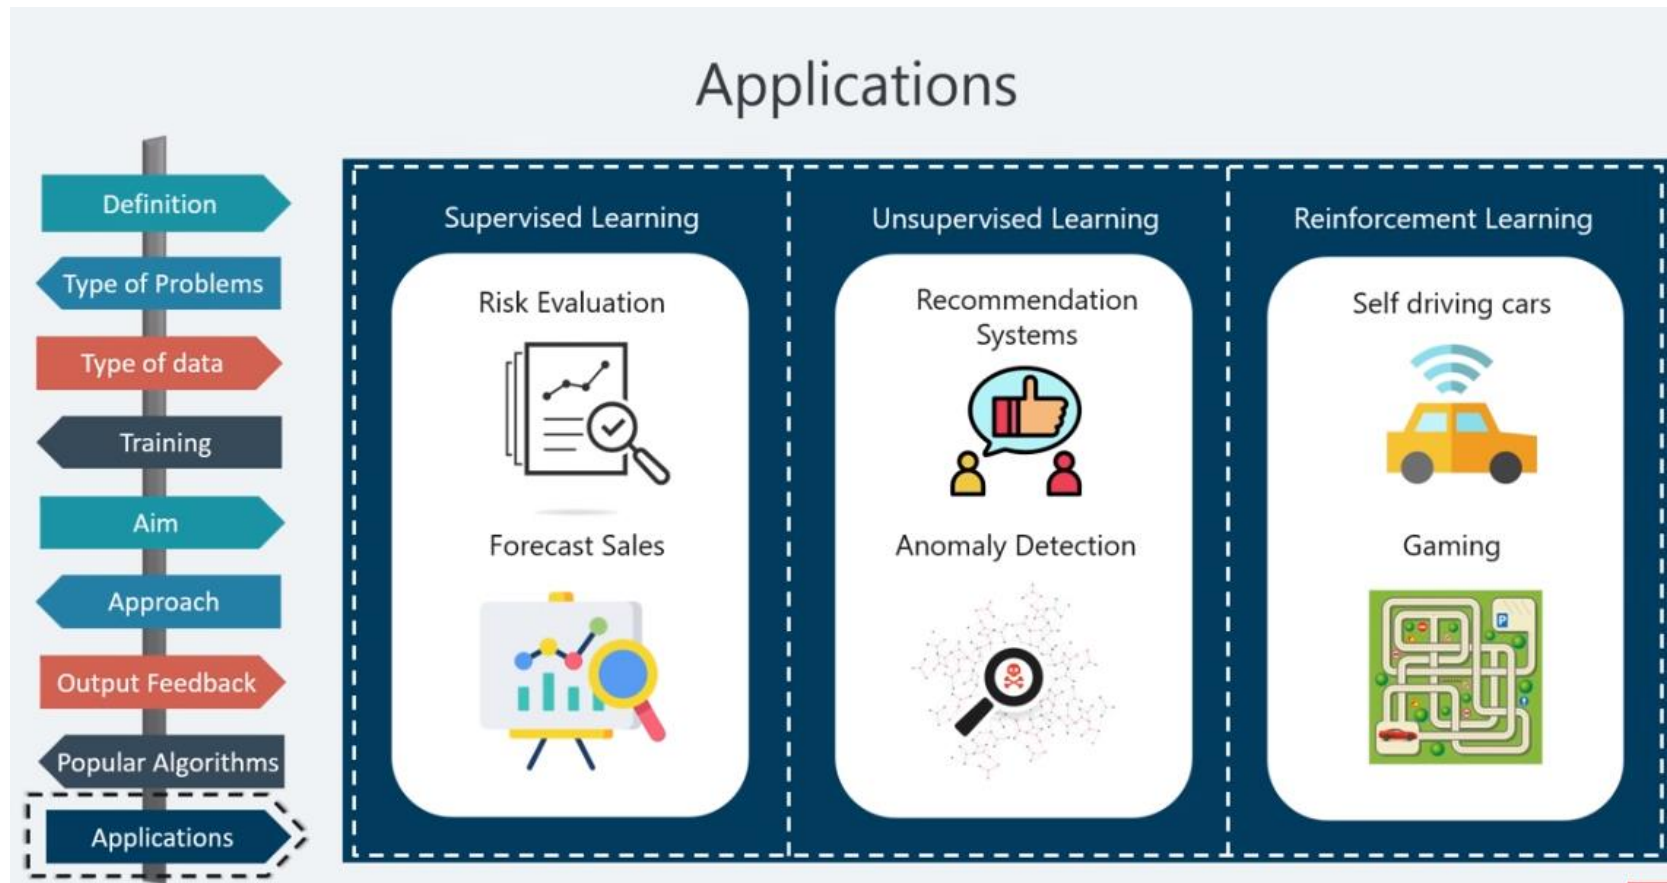 Applications
Definition
Type of Problems
Type of data
Training
Aim
Approach
Output Feedback
Popular Algorithms
Applications
Supervised Learning
Risk Evaluation
Forecast Sales
Unsupervised Learning
Recommendation
Systems
Anomaly Detection
Reinforcement Learning
Self driving cars
Gaming
P